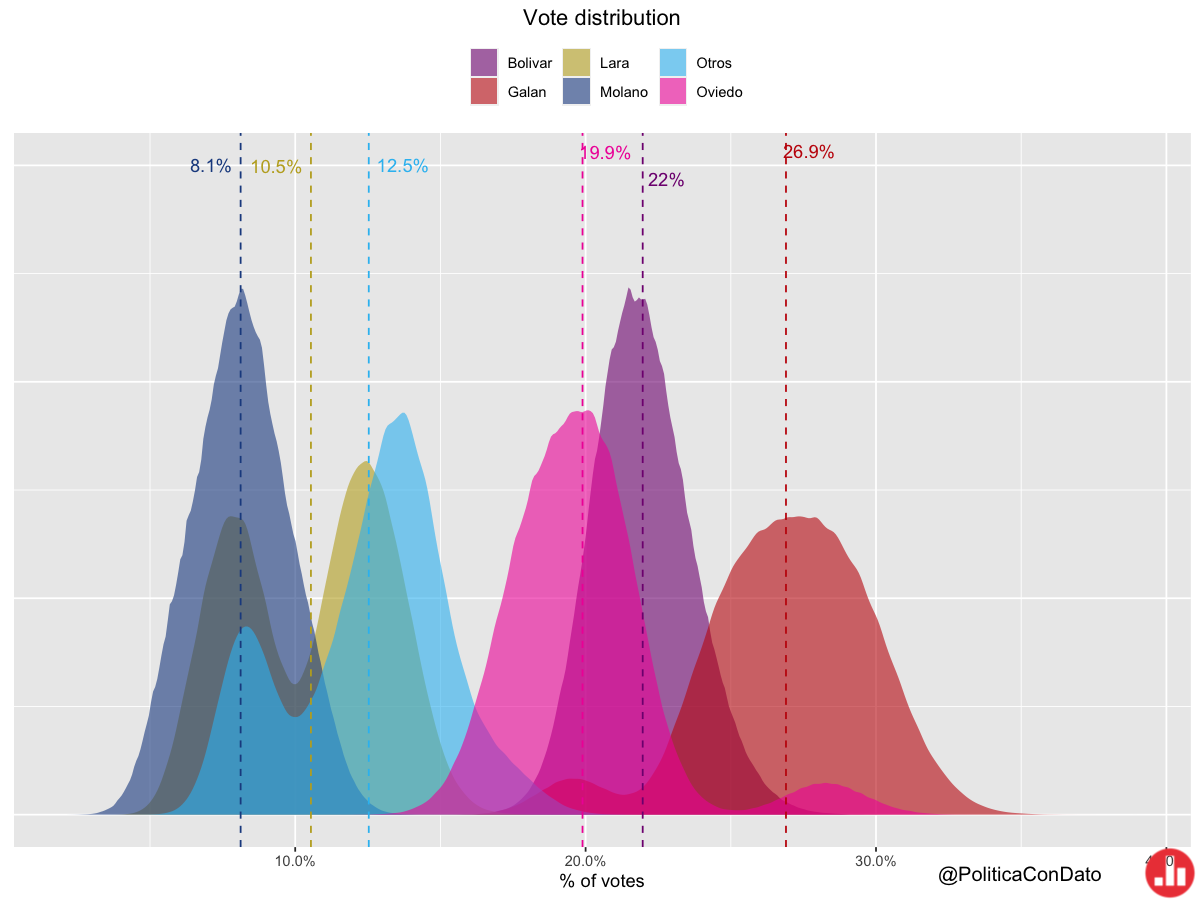 Vote distribution
Bolivar Lara Otros
Galan Molano Oviedo
19.9% 26.9%
8.1% 10.5% 12.5%
22%
10.0% 20.0% 30.0%
% of votes
@PoliticaConDato